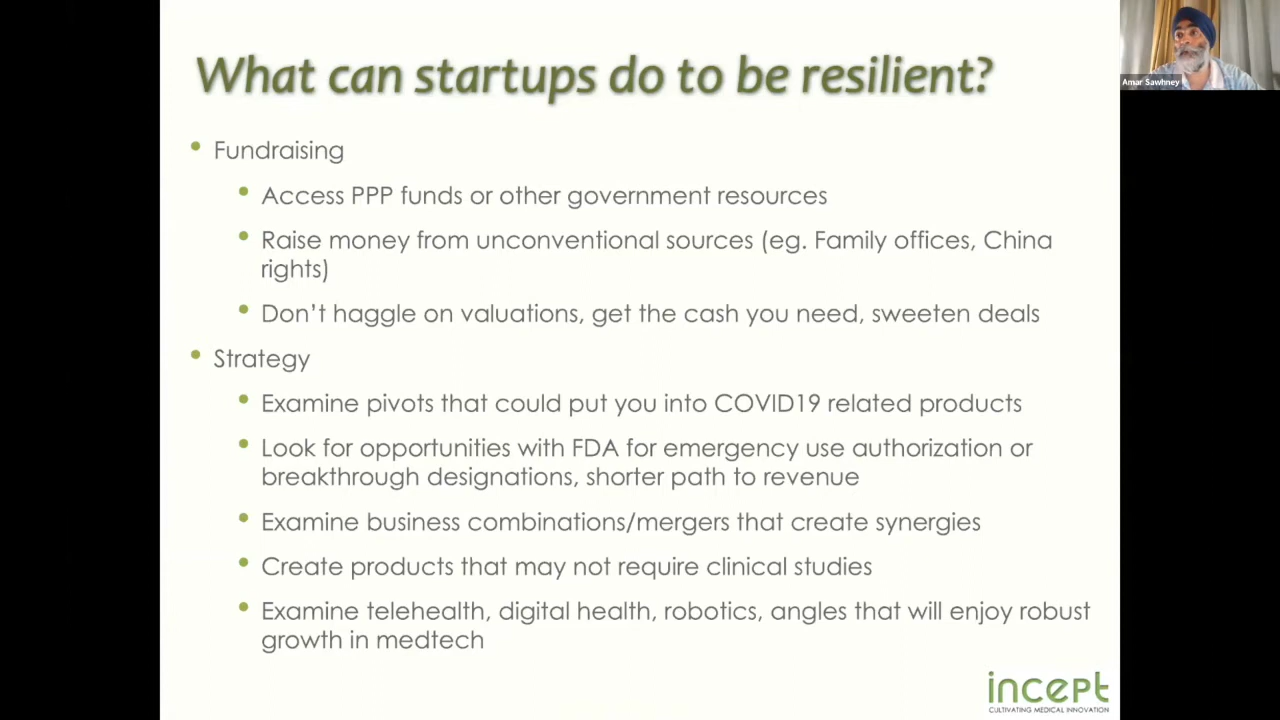 What can startups do to be resilient?
Amar Sawhney
• Fundraising
• Access PPP funds or other government resources
• Raise money from unconventional sources (eg. Family offices, China
rights)
• Don't haggle on valuations, get the cash you need, sweeten deals
• Strategy
• Examine pivots that could put you into COVID19 related products
• Look for opportunities with FDA for emergency use authorization or
breakthrough designations, shorter path to revenue
• Examine business combinations/mergers that create synergies
• Create products that may not require clinical studies
• Examine telehealth, digital health, robotics, angles that will enjoy robust
growth in medtech
incept
CULTIVATING MEDICAL INNOVATION